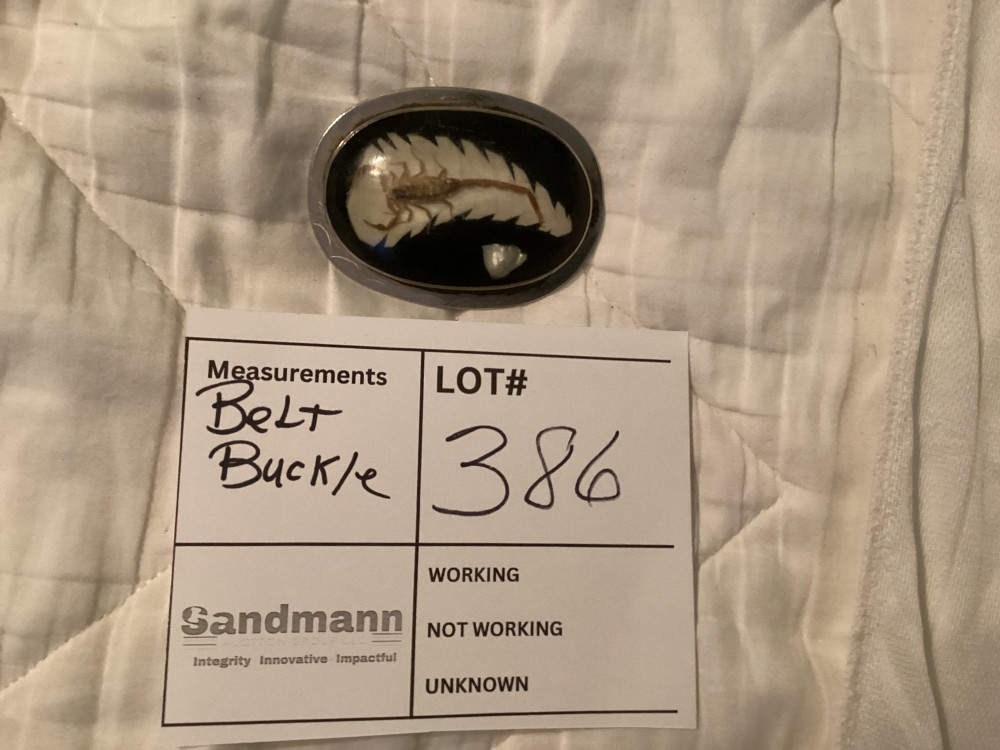 Measurements
Belt
Buckle
LOT#
386
Sandmann
Integrity Innovative Impactful
WORKING
NOT WORKING
UNKNOWN